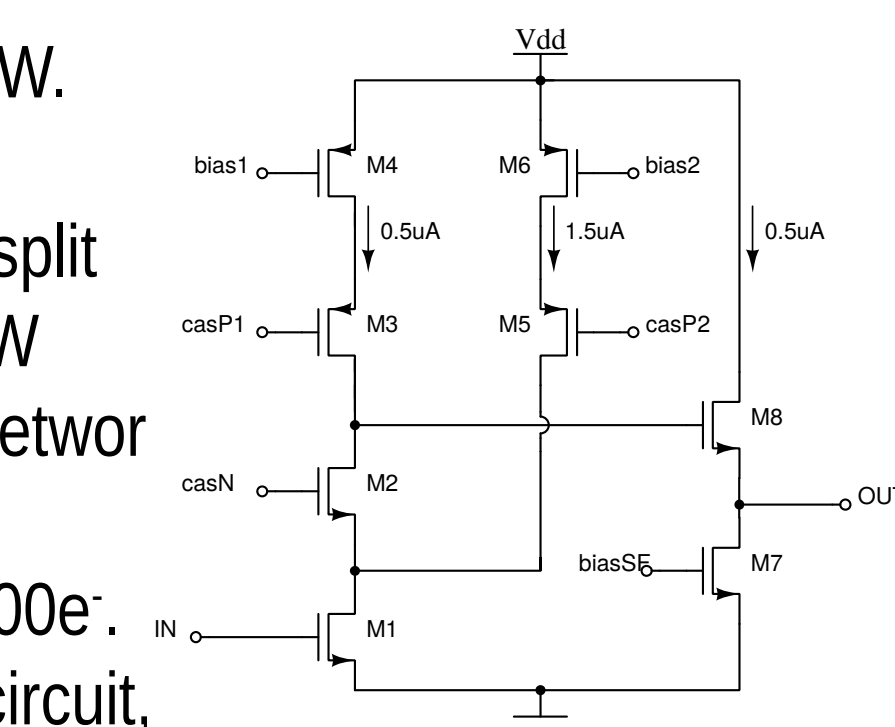 W.
split
W
etwor
00e-.
circuit,
Vdd
bias1
M4
M6
bias2
0.5uA
1.5uA
0.5uA
casP1
M3
M5
casP2
M8
casN
M2
OUT
biasSF
M7
IN
M1